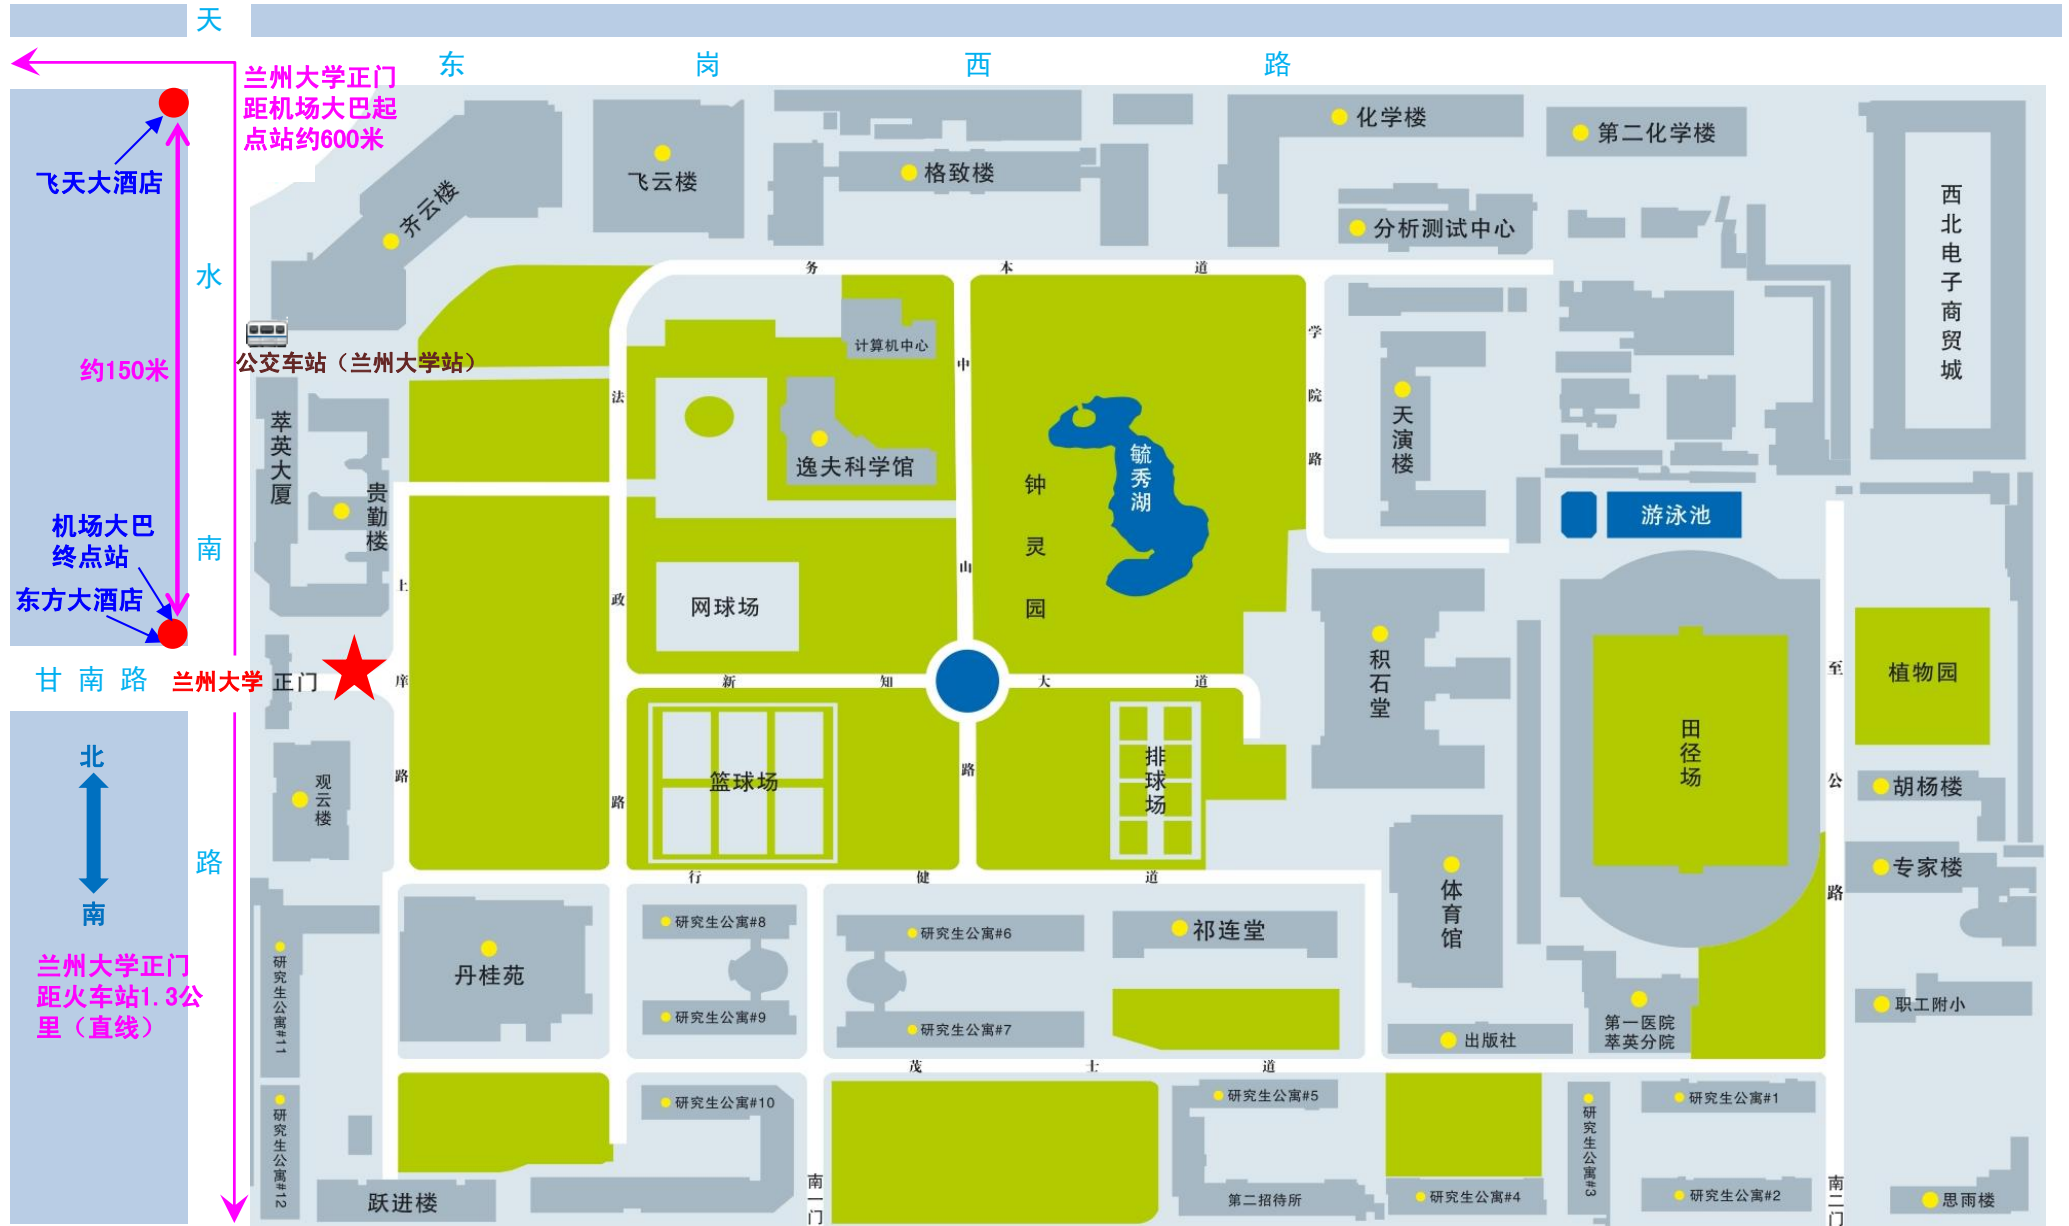 天
东岗西路
兰州大学正门
距机场大巴起
点站约600米
飞天大酒店
水
南
路
约150米
公交车站（兰州大学站）
机场大巴
终点站
东方大酒店
甘南路
兰州大学
正门
北
南
兰州大学正门
距火车站1.3公
里（直线）
齐云楼
飞云楼
格致楼
化学楼
第二化学楼
分析测试中心
西北电子商贸城
务本道
计算机中心
中山路
学院路
法政路
上庠路
萃英大厦
贵勤楼
逸夫科学馆
钟灵园
毓秀湖
天演楼
游泳池
网球场
新知大道
积石堂
田径场
至公路
植物园
观云楼
篮球场
排球场
胡杨楼
专家楼
行健道
体育馆
研究生公寓#8
研究生公寓#6
祁连堂
研究生公寓#11
丹桂苑
研究生公寓#9
研究生公寓#7
出版社
第一医院
萃英分院
职工附小
茂士道
研究生公寓#12
研究生公寓#10
研究生公寓#5
研究生公寓#3
研究生公寓#1
跃进楼
南一门
第二招待所
研究生公寓#4
研究生公寓#2
南二门
思雨楼